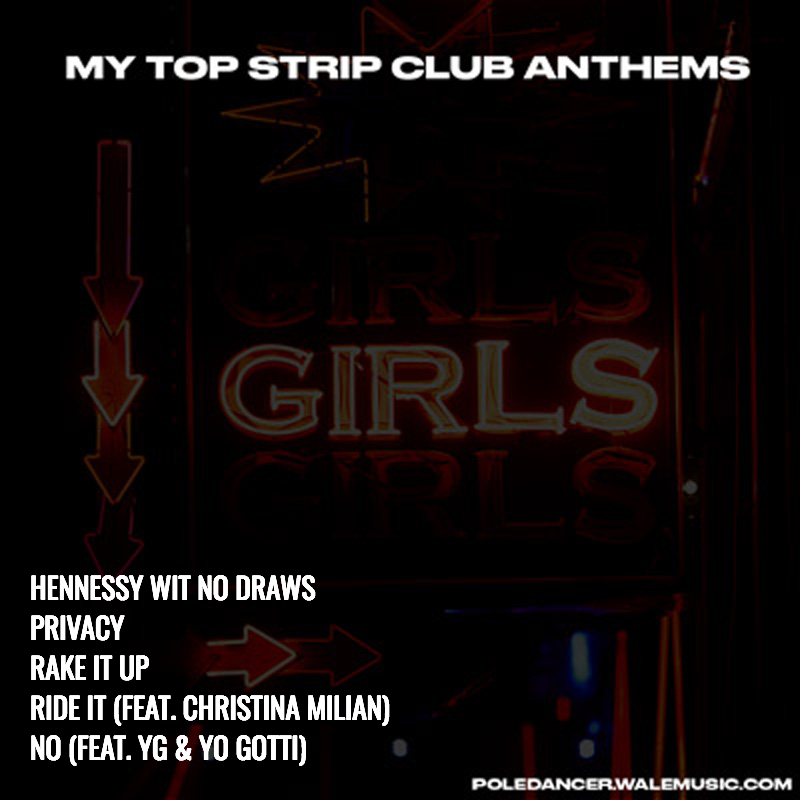 MY TOP STRIP CLUB ANTHEMS
GIRLS
GIRLS
GIRLS
HENNESSY WIT NO DRAWS
PRIVACY
RAKE IT UP
RIDE IT (FEAT. CHRISTINA MILIAN)
NO (FEAT. YG & YO GOTTI)
POLEDANCER.WALEMUSIC.COM